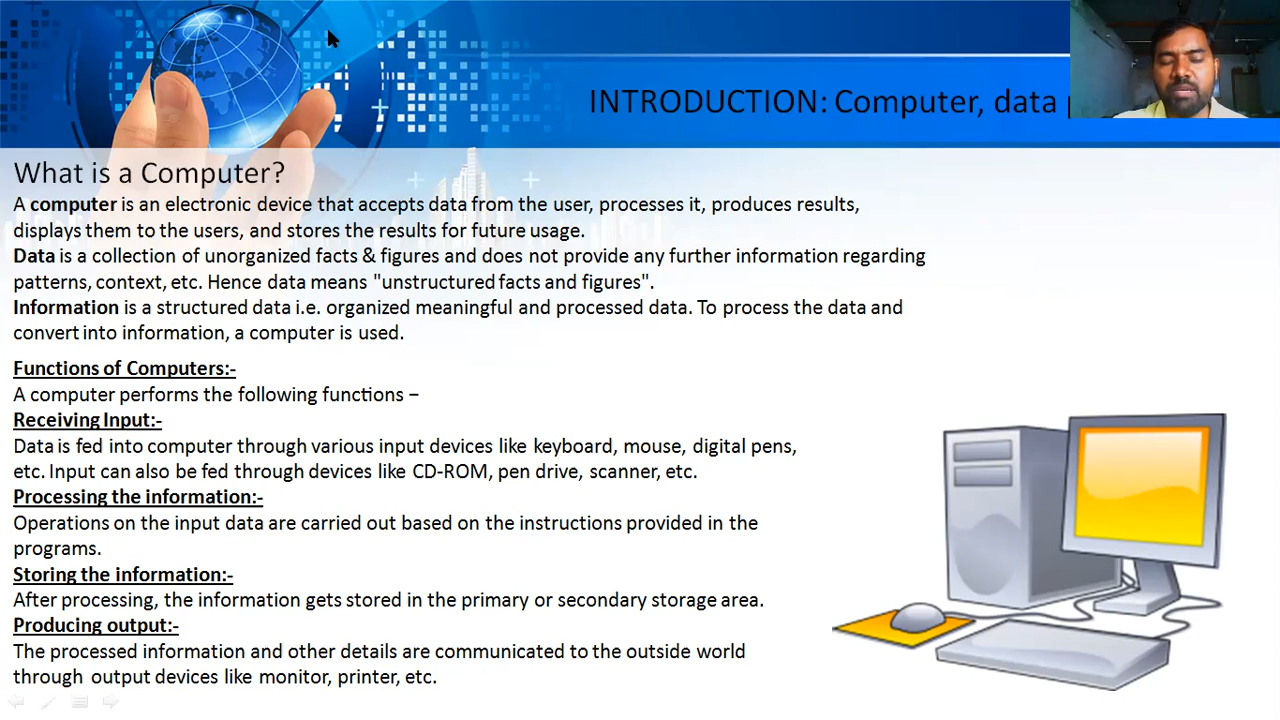 INTRODUCTION: Computer, data
What is a Computer?
A computer is an electronic device that accepts data from the user, processes it, produces results,
displays them to the users, and stores the results for future usage.
Data is a collection of unorganized facts & figures and does not provide any further information regarding
patterns, context, etc. Hence data means "unstructured facts and figures".
Information is a structured data i.e. organized meaningful and processed data. To process the data and
convert into information, a computer is used.
Functions of Computers:-
A computer performs the following functions −
Receiving Input:-
Data is fed into computer through various input devices like keyboard, mouse, digital pens,
etc. Input can also be fed through devices like CD-ROM, pen drive, scanner, etc.
Processing the information:-
Operations on the input data are carried out based on the instructions provided in the
programs.
Storing the information:-
After processing, the information gets stored in the primary or secondary storage area.
Producing output:-
The processed information and other details are communicated to the outside world
through output devices like monitor, printer, etc.